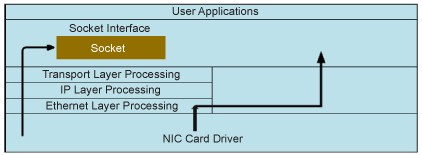 User Applications
Socket Interface
Socket
Transport Layer Processing
IP Layer Processing
Ethernet Layer Processing
NIC Card Driver